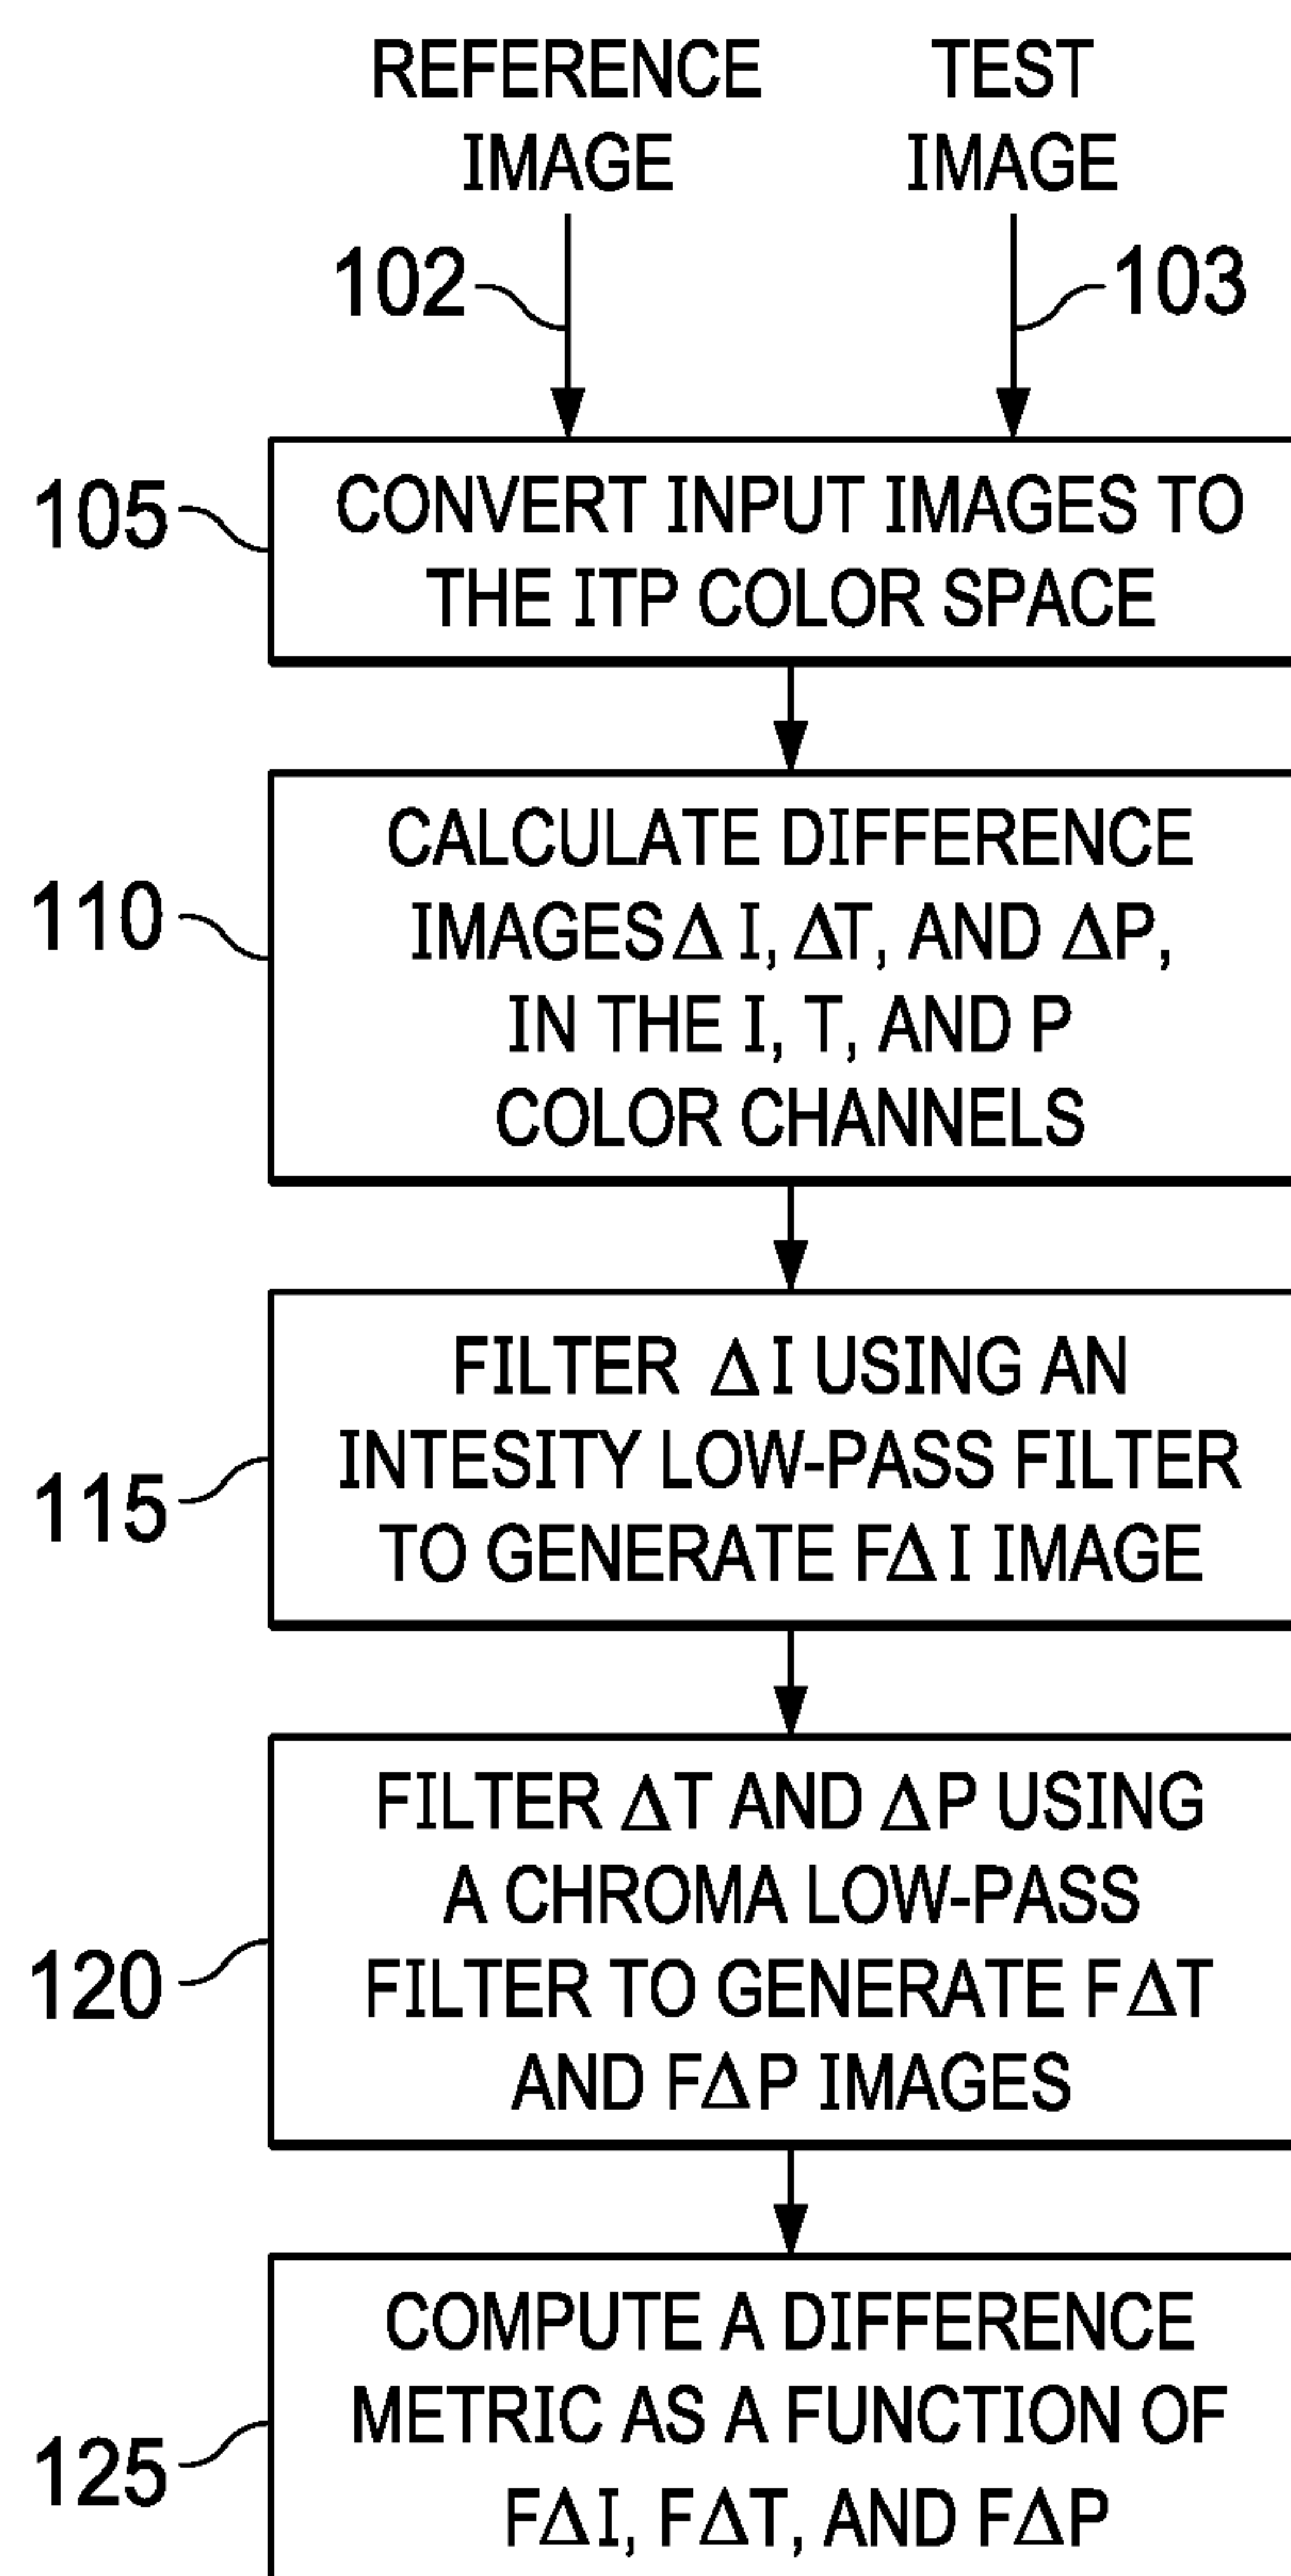 REFERENCE IMAGE
TEST IMAGE
102
103
105
CONVERT INPUT IMAGES TO
THE ITP COLOR SPACE
110
CALCULATE DIFFERENCE
IMAGES Δ I, ΔT, AND ΔP,
IN THE I, T, AND P
COLOR CHANNELS
115
FILTER ΔI USING AN
INTESITY LOW-PASS FILTER
TO GENERATE FΔI IMAGE
120
FILTER ΔT AND ΔP USING
A CHROMA LOW-PASS
FILTER TO GENERATE FΔT
AND FΔP IMAGES
125
COMPUTE A DIFFERENCE
METRIC AS A FUNCTION OF
FΔI, FΔT, AND FΔP